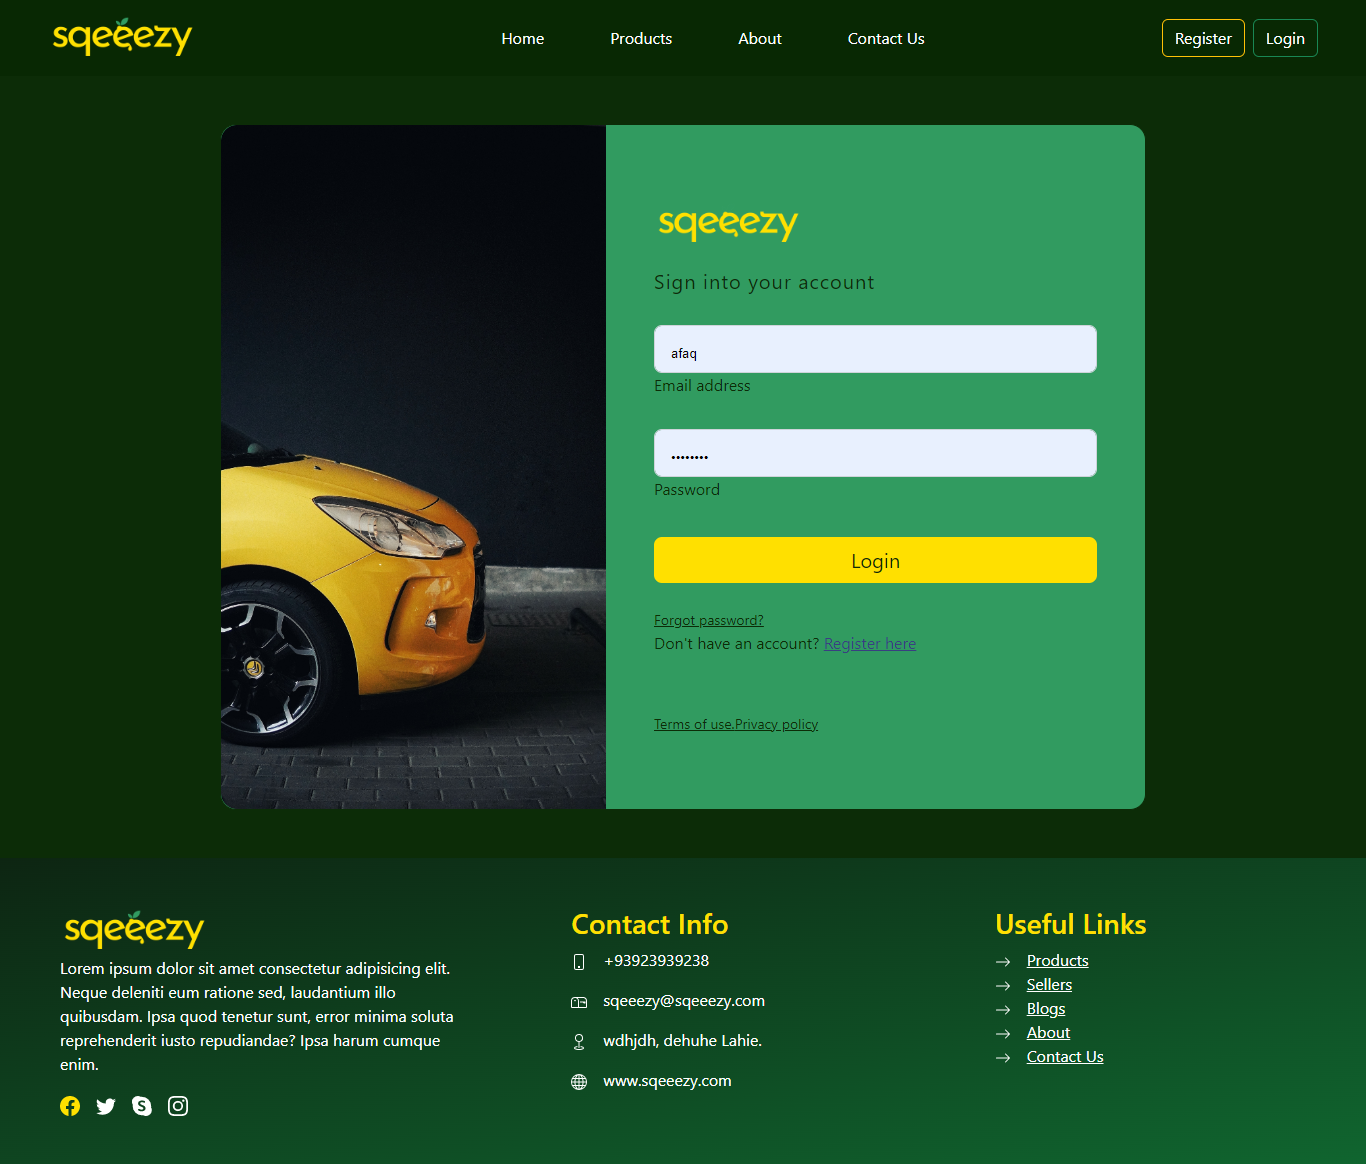 sqeeezy
Home
Products
About
Contact Us
Register
Login
sqeeezy
Sign into your account
afaq
Email address
••••••••
Password
Login
Forgot password?
Don't have an account? Register here
Terms of use.Privacy policy
sqeeezy
Lorem ipsum dolor sit amet consectetur adipisicing elit.
Neque deleniti eum ratione sed, laudantium illo
quibusdam. Ipsa quod tenetur sunt, error minima soluta
reprehenderit iusto repudiandae? Ipsa harum cumque
enim.
Contact Info
+93923939238
sqeeezy@sqeeezy.com
wdhjdh, dehuhe Lahie.
www.sqeeezy.com
Useful Links
Products
Sellers
Blogs
About
Contact Us